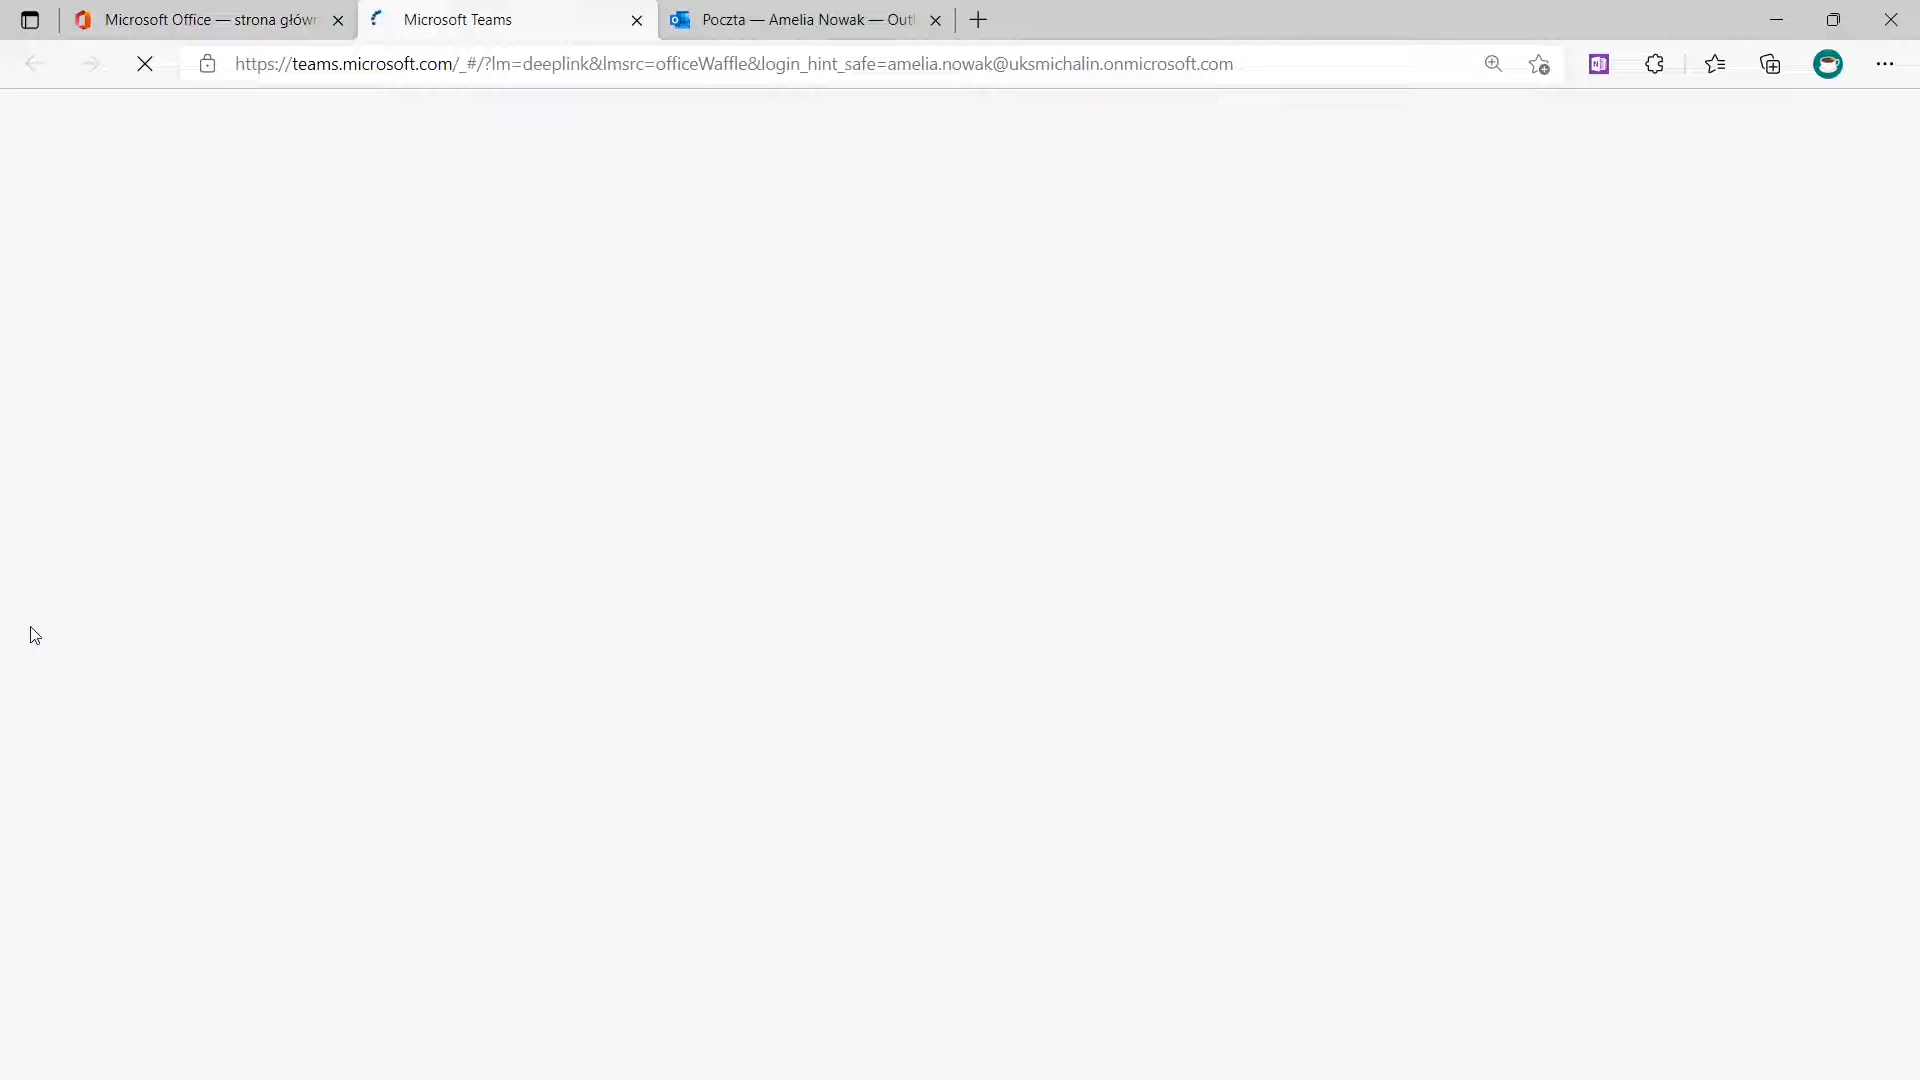 Microsoft Office — strona główn
Microsoft Teams
Poczta — Amelia Nowak — Outl
https://teams.microsoft.com/_#/?lm=deeplink&lmsrc=officeWaffle&login_hint_safe=amelia.nowak@uksmichalin.onmicrosoft.com